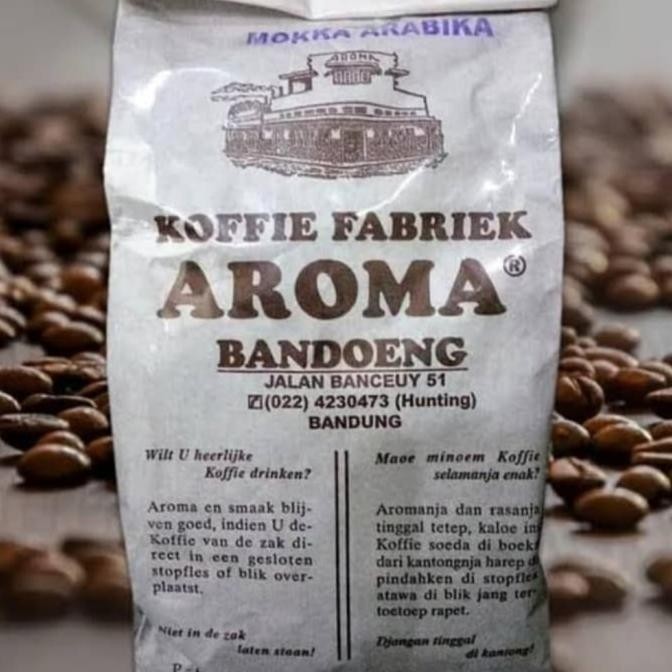 MOKKA ARABIKA
AROMA
KOFFIE FABRIEK
AROMA®
BANDOENG
JALAN BANCEUY 51
(022) 4230473 (Hunting)
BANDUNG
Wilt U heerlijke
Koffie drinken?
Aroma en smaak blij-
ven goed, indien U de-
Koffie van de zak di-
rect in een gesloten
stopfles of blik over-
plaatst.
Niet in de zak
laten staan!
Maoe minoem Koffie
selamanja enak?
Aromanja dan rasanja
tinggal tetep, kaloe
Koffie soeda di
dari kantongnja harep
pindahken di stopfles
atawa di blik jang ter-
toetoep rapet.
Djangan tinggal
di kantong!